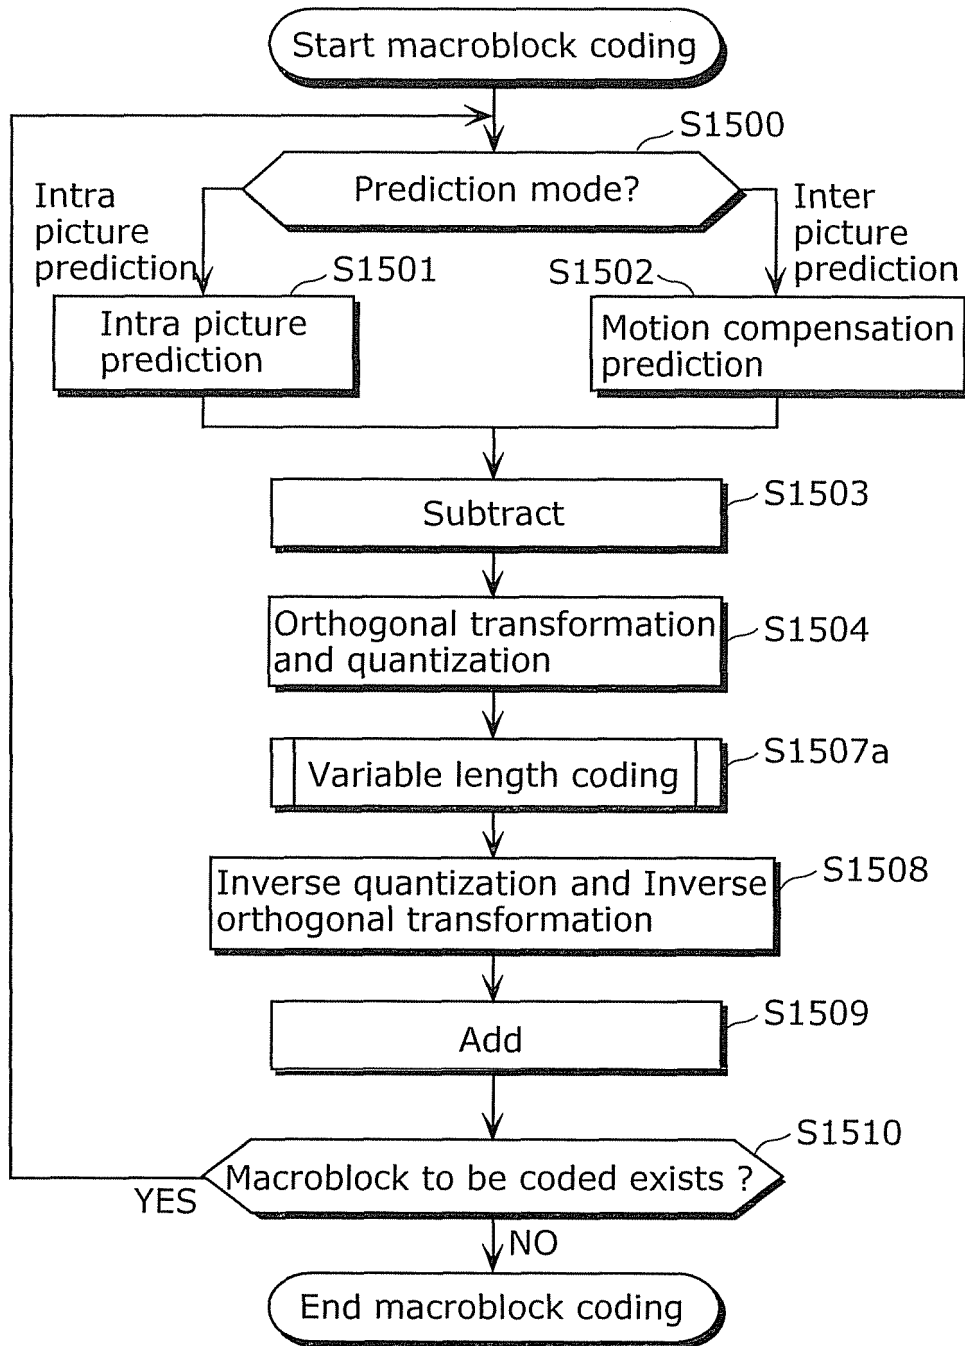 Start macroblock coding
S1500
Prediction mode?
Intra
picture
prediction
Inter
picture
prediction
S1501
S1502
Intra picture
prediction
Motion compensation
prediction
S1503
Subtract
Orthogonal transformation
and quantization
S1504
S1507a
Variable length coding
S1508
Inverse quantization and Inverse
orthogonal transformation
S1509
Add
S1510
Macroblock to be coded exists ?
YES
NO
End macroblock coding